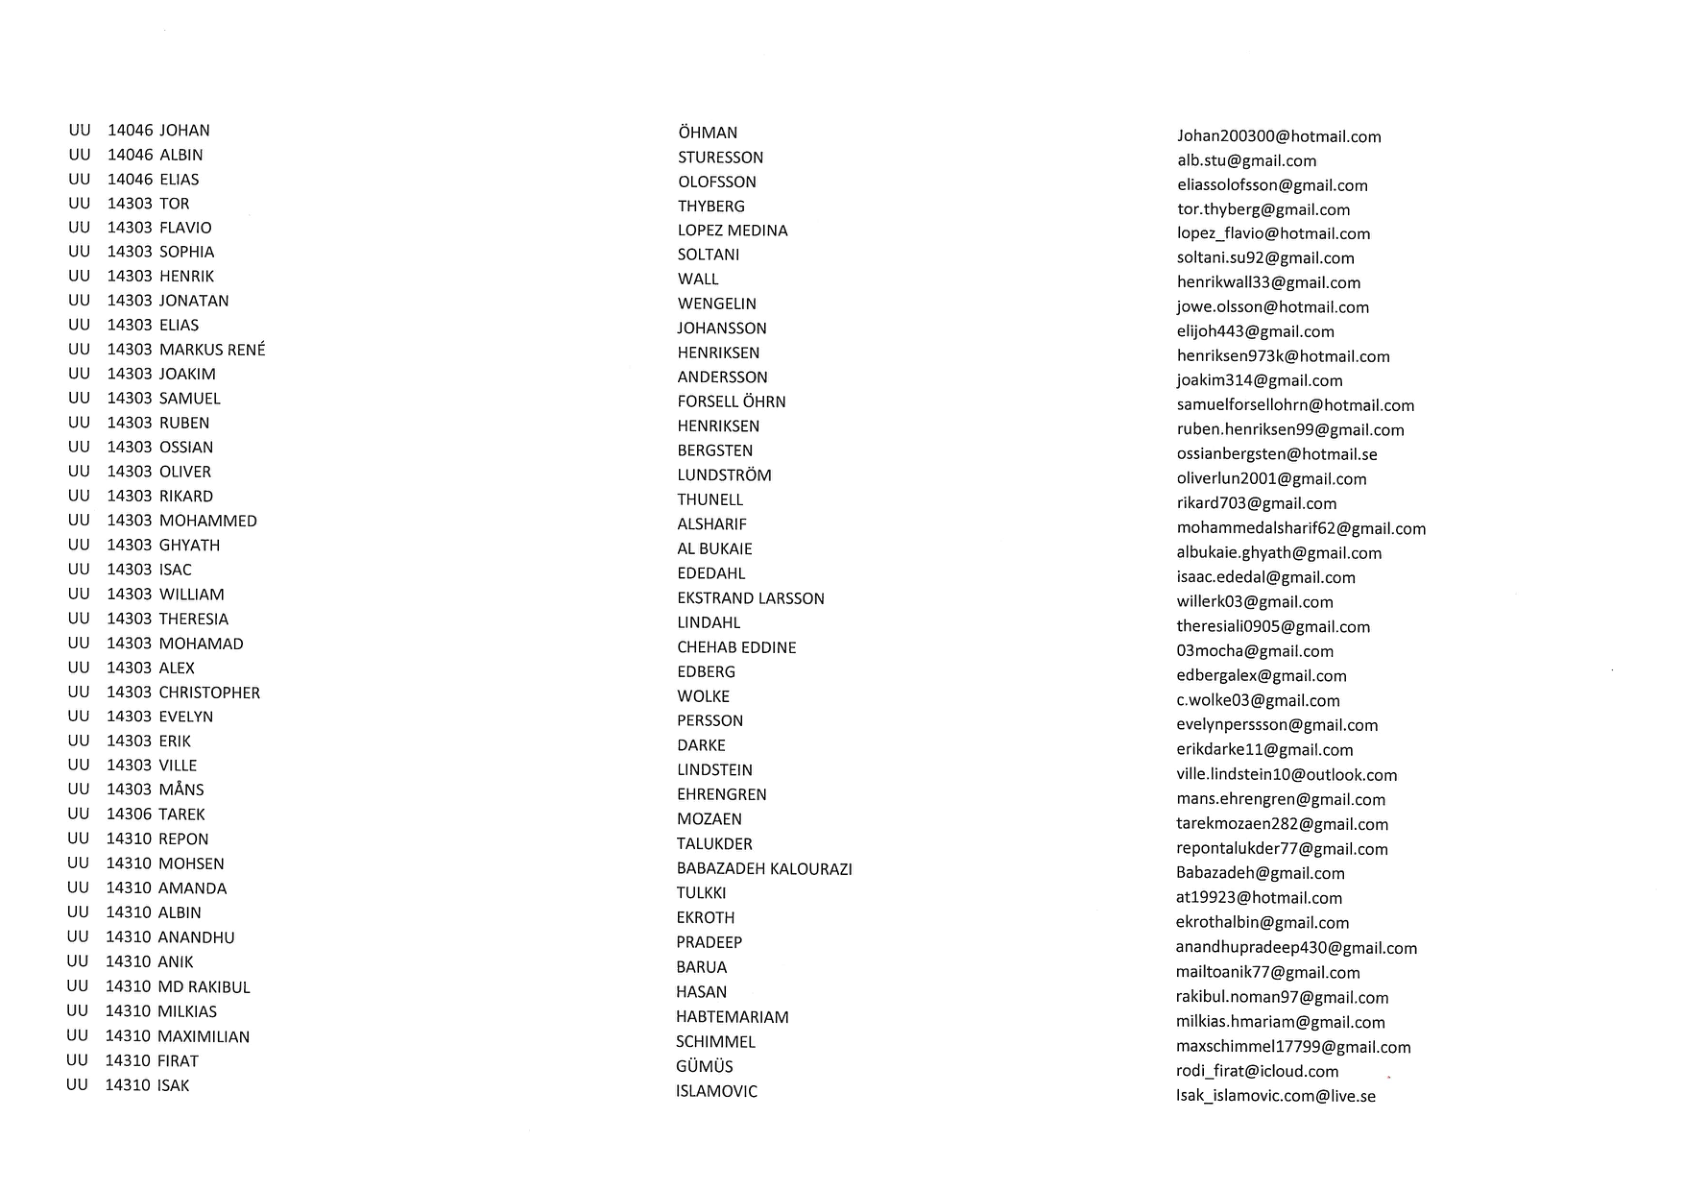 UU 14046 JOHAN ÖHMAN Johan200300@hotmail.com
UU 14046 ALBIN STURESSON alb.stu@gmail.com
UU 14046 ELIAS OLOFSSON eliassolofsson@gmail.com
UU 14303 TOR THYBERG tor.thyberg@gmail.com
UU 14303 FLAVIO LOPEZ MEDINA lopez_flavio@hotmail.com
UU 14303 SOPHIA SOLTANI soltani.su92@gmail.com
UU 14303 HENRIK WALL henrikwall33@gmail.com
UU 14303 JONATAN WENGELIN jowe.olsson@hotmail.com
UU 14303 ELIAS JOHANSSON elijoh443@gmail.com
UU 14303 MARKUS RENÉ HENRIKSEN henriksen973k@hotmail.com
UU 14303 JOAKIM ANDERSSON joakim314@gmail.com
UU 14303 SAMUEL FORSELL ÖHRN samuelforsellohrn@hotmail.com
UU 14303 RUBEN HENRIKSEN ruben.henriksen99@gmail.com
UU 14303 OSSIAN BERGSTEN ossianbergsten@hotmail.se
UU 14303 OLIVER LUNDSTRÖM oliverlun2001@gmail.com
UU 14303 RIKARD THUNELL rikard703@gmail.com
UU 14303 MOHAMMED ALSHARIF mohammedalsharif62@gmail.com
UU 14303 GHYATH AL BUKAIE albukaie.ghyath@gmail.com
UU 14303 ISAC EDEDAHL isaac.ededal@gmail.com
UU 14303 WILLIAM EKSTRAND LARSSON willerk03@gmail.com
UU 14303 THERESIA LINDAHL theresiali0905@gmail.com
UU 14303 MOHAMAD CHEHAB EDDINE 03mocha@gmail.com
UU 14303 ALEX EDBERG edbergalex@gmail.com
UU 14303 CHRISTOPHER WOLKE c.wolke03@gmail.com
UU 14303 EVELYN PERSSON evelynperssson@gmail.com
UU 14303 ERIK DARKE erikdarke11@gmail.com
UU 14303 VILLE LINDSTEIN ville.lindstein10@outlook.com
UU 14303 MÅNS EHRENGREN mans.ehrengren@gmail.com
UU 14306 TAREK MOZAEN tarekmozaen282@gmail.com
UU 14310 REPON TALUKDER repontalukder77@gmail.com
UU 14310 MOHSEN BABAZADEH KALOURAZI Babazadeh@gmail.com
UU 14310 AMANDA TULKKI at19923@hotmail.com
UU 14310 ALBIN EKROTH ekrothalbin@gmail.com
UU 14310 ANANDHU PRADEEP anandhupradeep430@gmail.com
UU 14310 ANIK BARUA mailtoanik77@gmail.com
UU 14310 MD RAKIBUL HASAN rakibul.noman97@gmail.com
UU 14310 MILKIAS HABTEMARIAM milkias.hmariam@gmail.com
UU 14310 MAXIMILIAN SCHIMMEL maxschimmel17799@gmail.com
UU 14310 FIRAT GÜMÜS rodi_firat@icloud.com
UU 14310 ISAK ISLAMOVIC Isak_islamovic.com@live.se